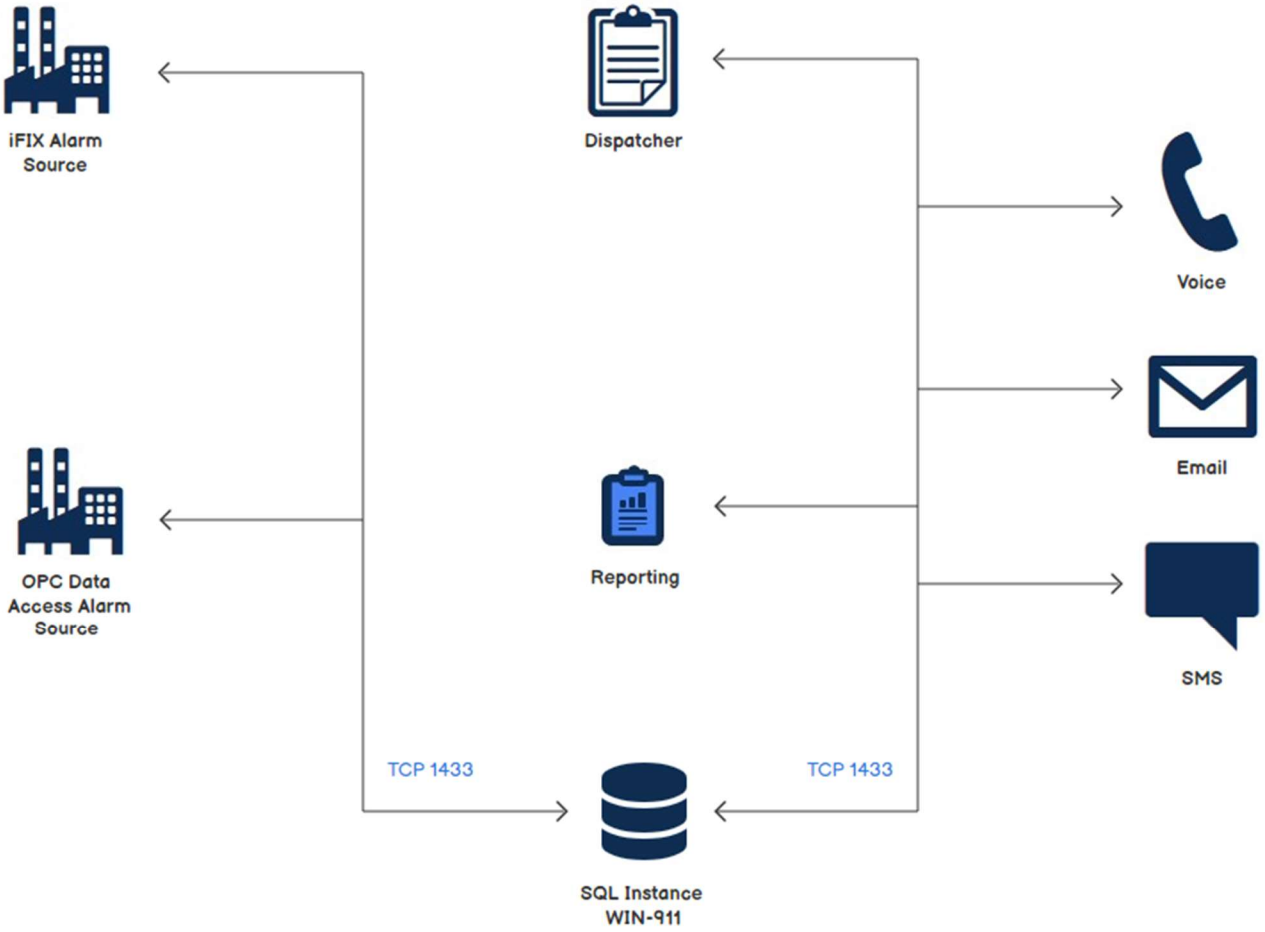 iFIX Alarm
Source
Dispatcher
Voice
Email
OPC Data
Access Alarm
Source
Reporting
SMS
TCP 1433
TCP 1433
SQL Instance
WIN-911